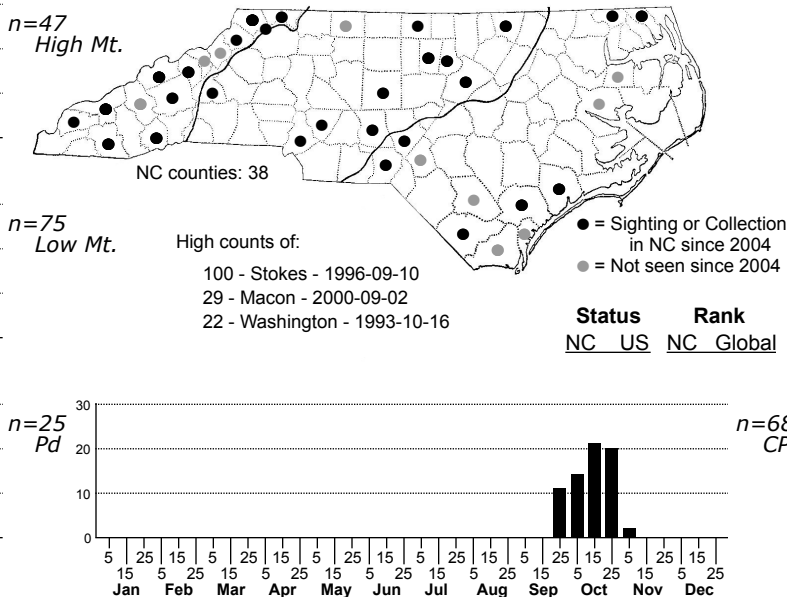 n=47
High Mt.
NC counties: 38
n=75
Low Mt.
High counts of:
100 - Stokes - 1996-09-10
29 - Macon - 2000-09-02
22 - Washington - 1993-10-16
= Sighting or Collection
in NC since 2004
= Not seen since 2004
Status Rank
NC US NC Global
n=25
Pd
n=68
CP
30
20
10
0
5 25 15 5 25 15 5 25 15 5 25 15 5 25 15 5 25 15
15 5 25 15 5 25 15 5 25 15 5 25 15 5 25 15 5 25
Jan Feb Mar Apr May Jun Jul Aug Sep Oct Nov Dec